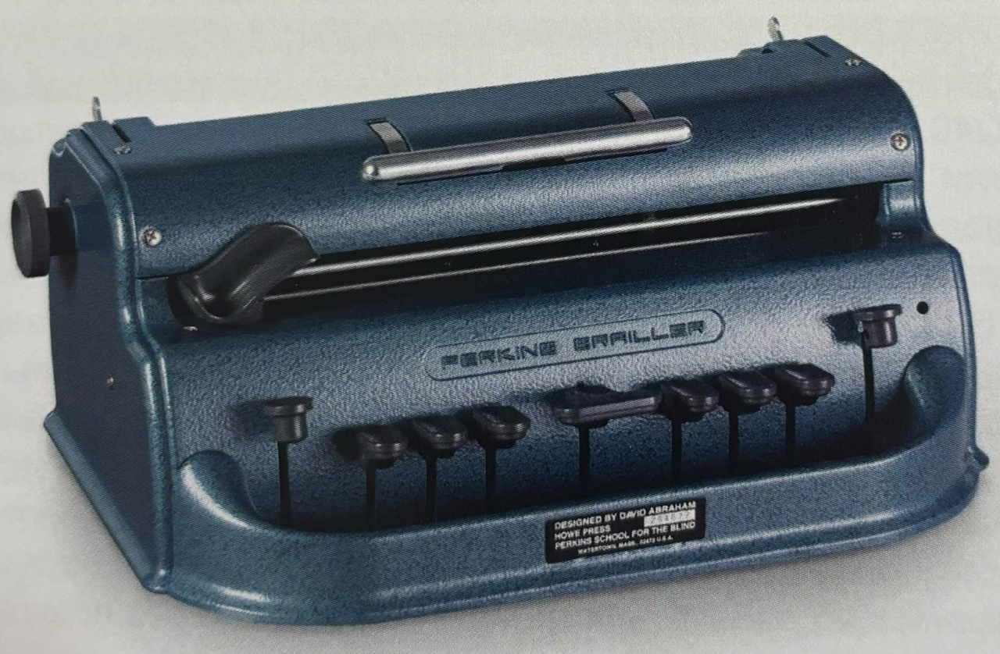 PERKINS BRAILLER
DESIGNED BY DAVID ABRAHAM
HOWE PRESS
PERKINS SCHOOL FOR THE BLIND
WATERTOWN MASS., 02472 U.S.A.